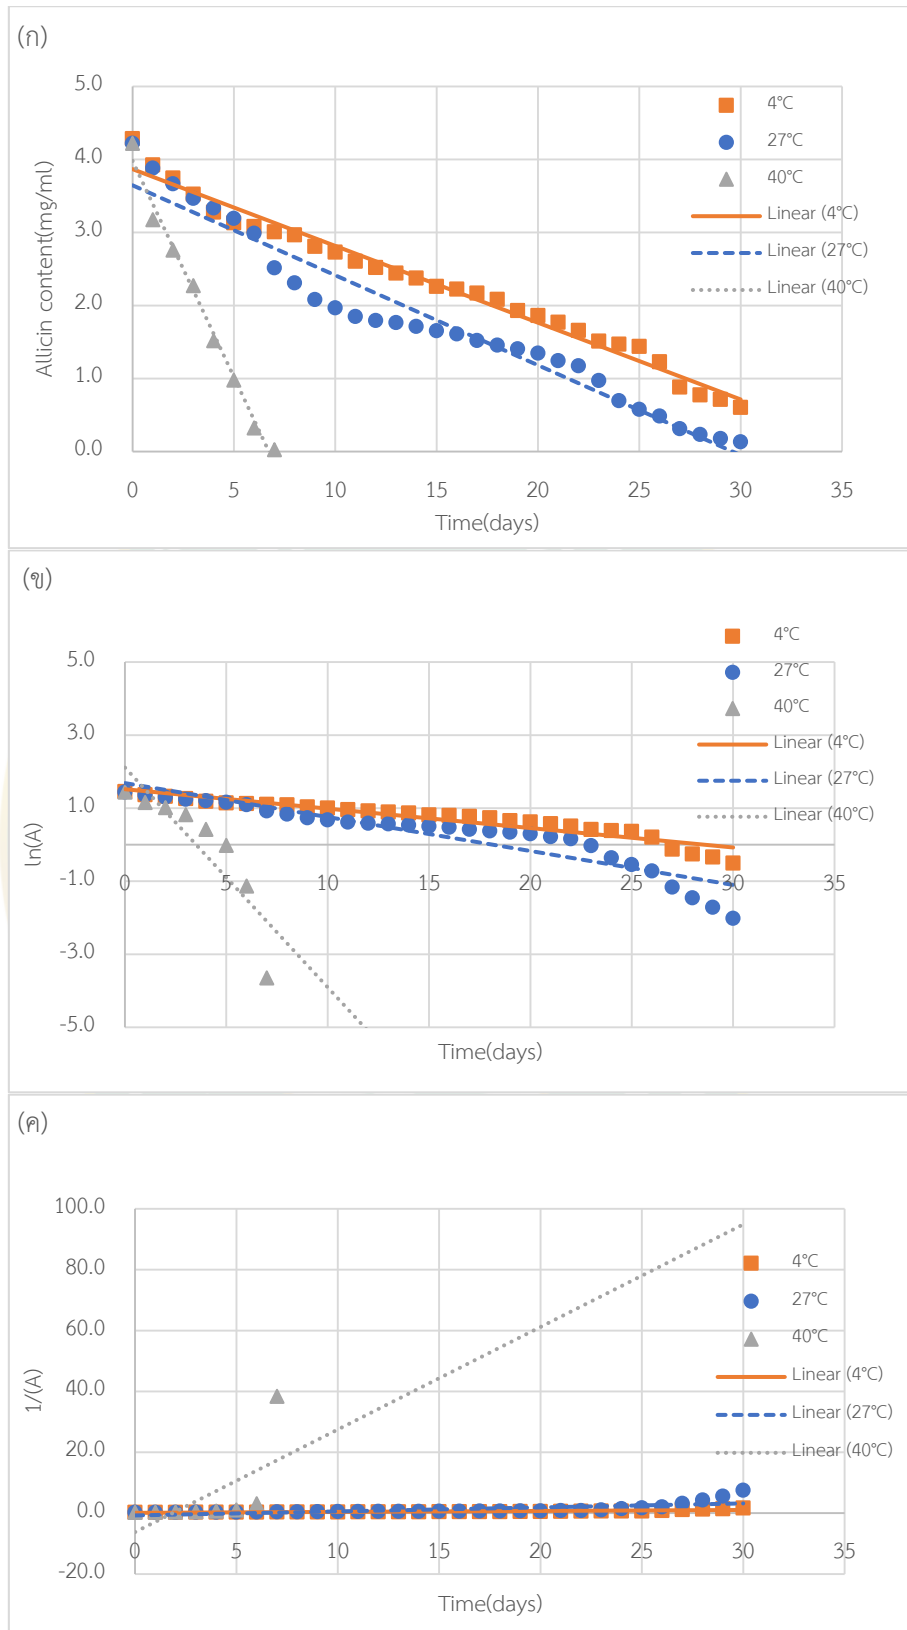 (ก)
5.0
4.0
3.0
2.0
1.0
0.0
Allicin content(mg/ml)
0 5 10 15 20 25 30 35
Time(days)
4°C
27°C
40°C
Linear (4°C)
Linear (27°C)
Linear (40°C)
(ข)
5.0
3.0
1.0
-1.0
-3.0
-5.0
ln(A)
0 5 10 15 20 25 30 35
Time(days)
4°C
27°C
40°C
Linear (4°C)
Linear (27°C)
Linear (40°C)
(ค)
100.0
80.0
60.0
40.0
20.0
0.0
-20.0
1/(A)
0 5 10 15 20 25 30 35
Time(days)
4°C
27°C
40°C
Linear (4°C)
Linear (27°C)
Linear (40°C)